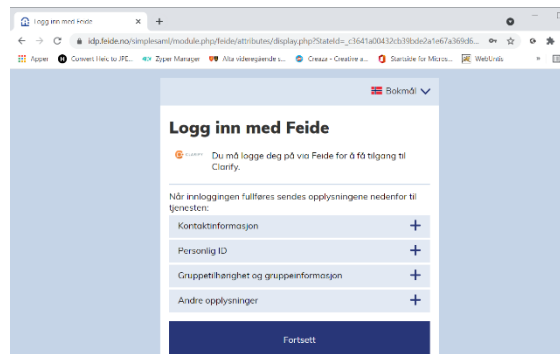 Logg inn med Feide
idp.feide.no/simplesaml/module.php/feide/attributes/display.php?StateId=_c3641a00432cb39bde2a1e67a369d6...
Apper Convert Heic to JPE... Zyper Manager Alta videregående s... Creaza - Creative a... Startside for Micros... WebUntis
Bokmål
Logg inn med Feide
CLARIFY
Du må logge deg på via Feide for å få tilgang til
Clarify.
Når innloggingen fullføres sendes opplysningene nedenfor til
tjenesten:
Kontaktinformasjon
Personlig ID
Gruppetilhørighet og gruppeinformasjon
Andre opplysninger
Fortsett